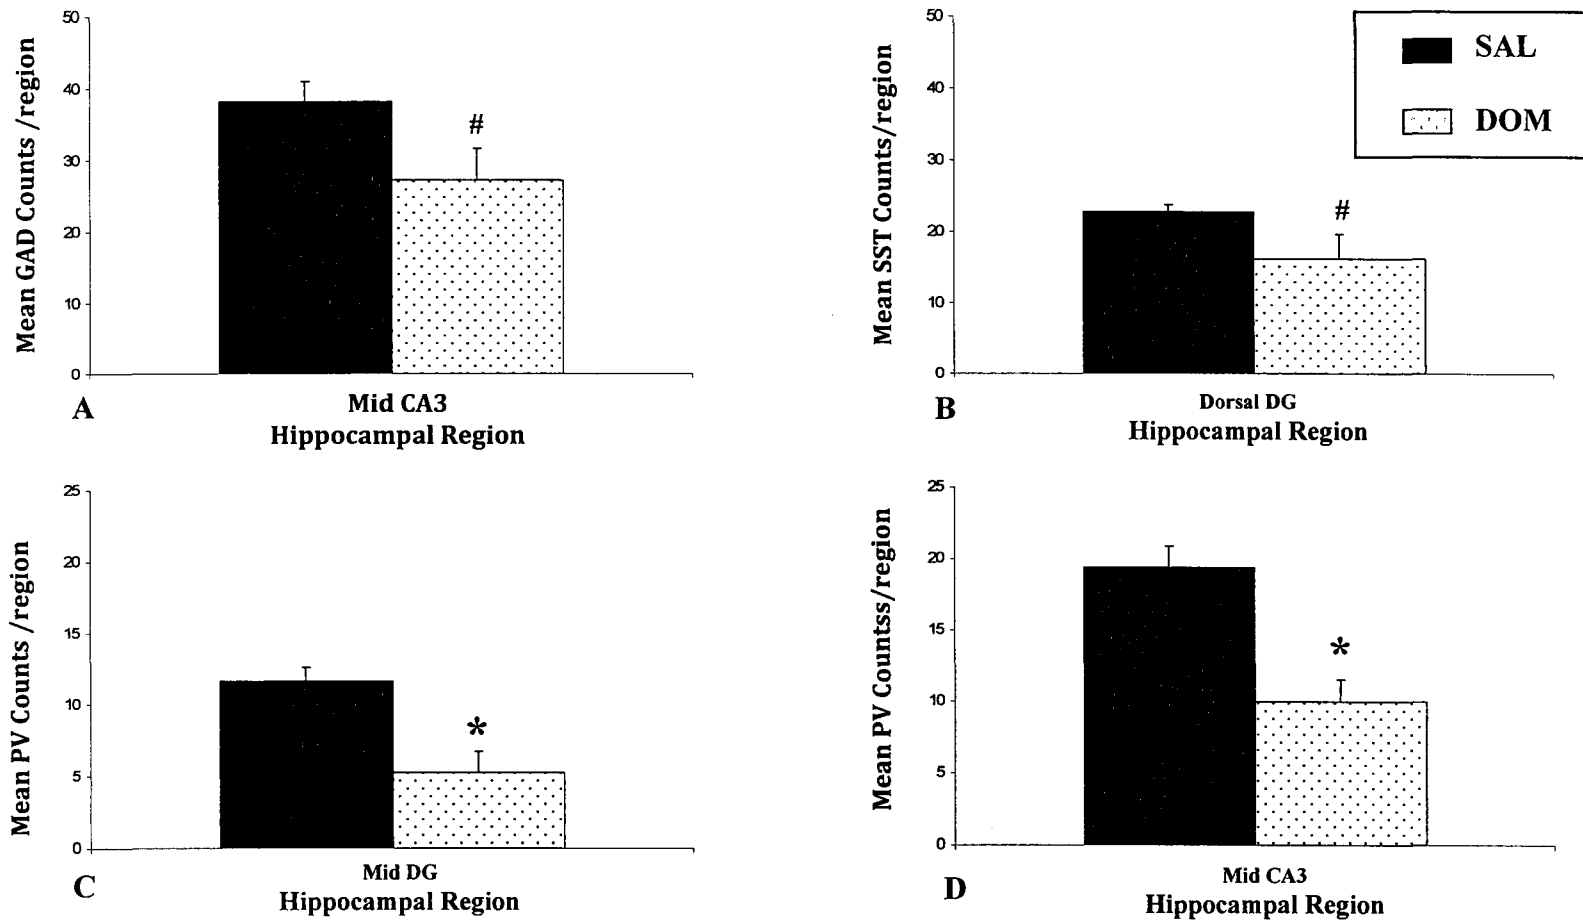 Mean GAD Counts /region
50
40
30
20
10
0
#
A
Mid CA3
Hippocampal Region
Mean SST Counts/region
50
40
30
20
10
0
#
B
Dorsal DG
Hippocampal Region
SAL
DOM
Mean PV Counts /region
25
20
15
10
5
0
*
C
Mid DG
Hippocampal Region
Mean PV Countss/region
25
20
15
10
5
0
*
D
Mid CA3
Hippocampal Region